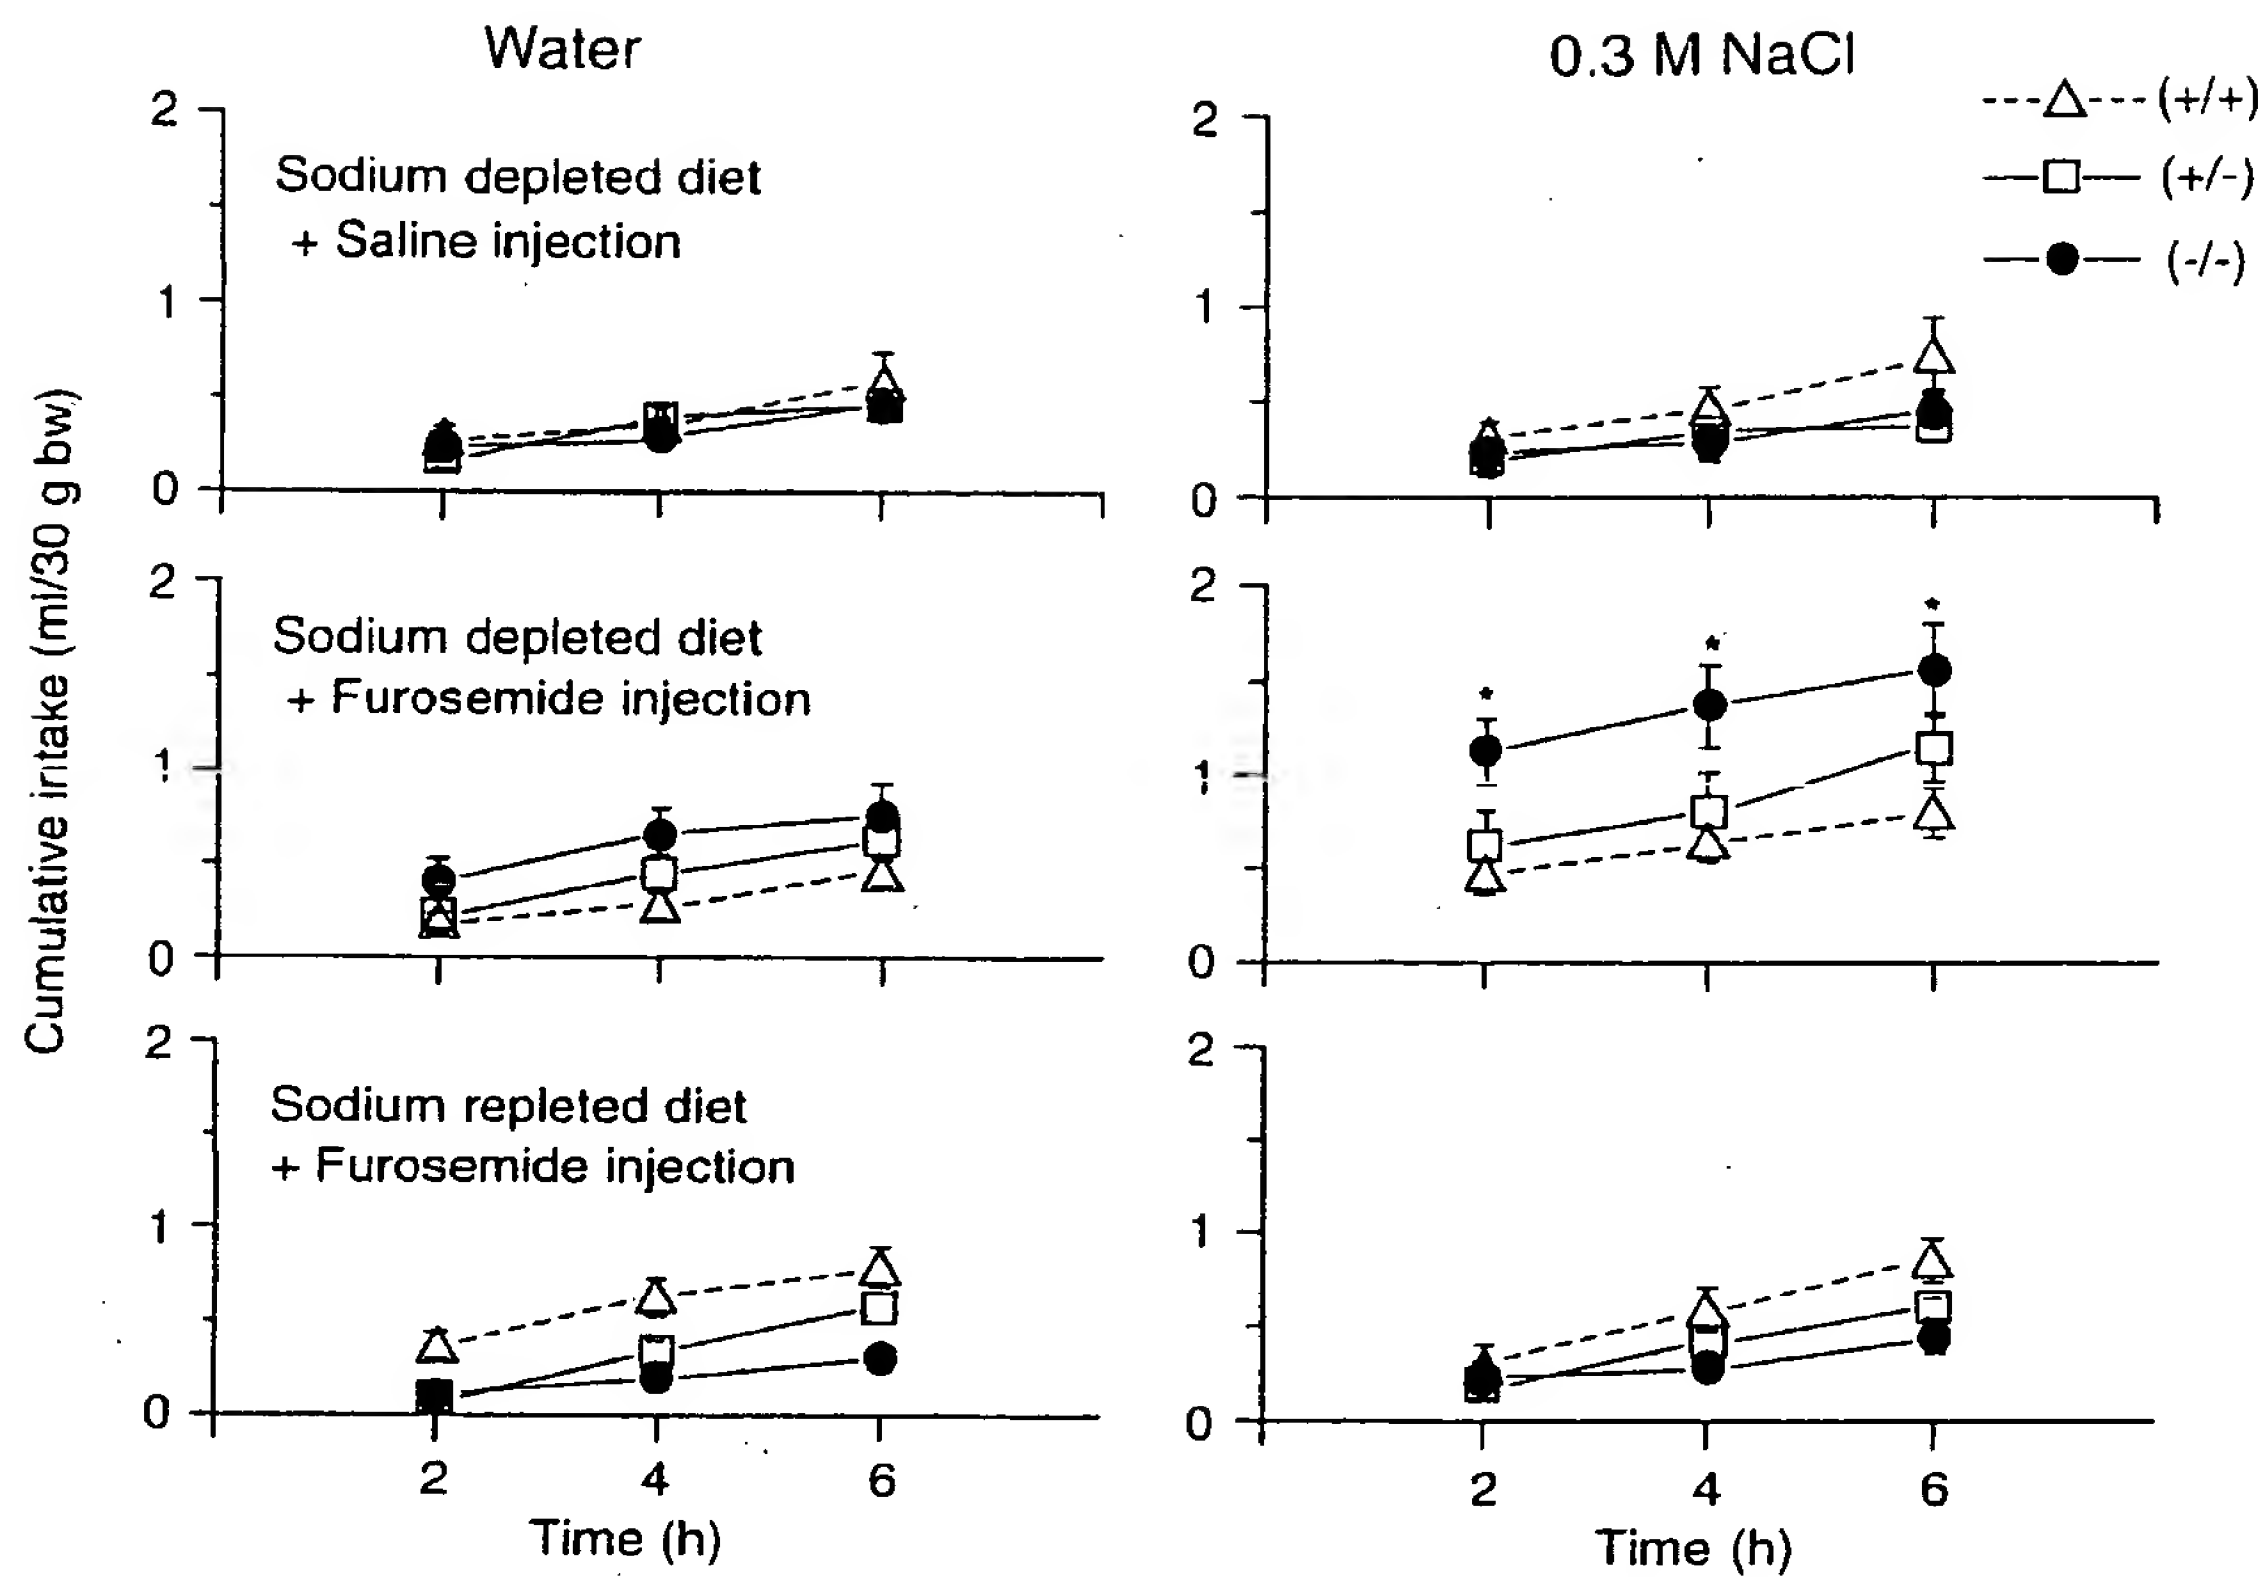 Water
0.3 M NaCl
(+/+)
(+/-)
(-/-)
Cumulative intake (ml/30 g bw)
2
Sodium depleted diet
+ Saline injection
1
0
2
1
0
2
Sodium depleted diet
+ Furosemide injection
1
0
2
*
*
*
1
0
2
Sodium repleted diet
+ Furosemide injection
1
0
2 4 6
Time (h)
2
1
0
2 4 6
Time (h)